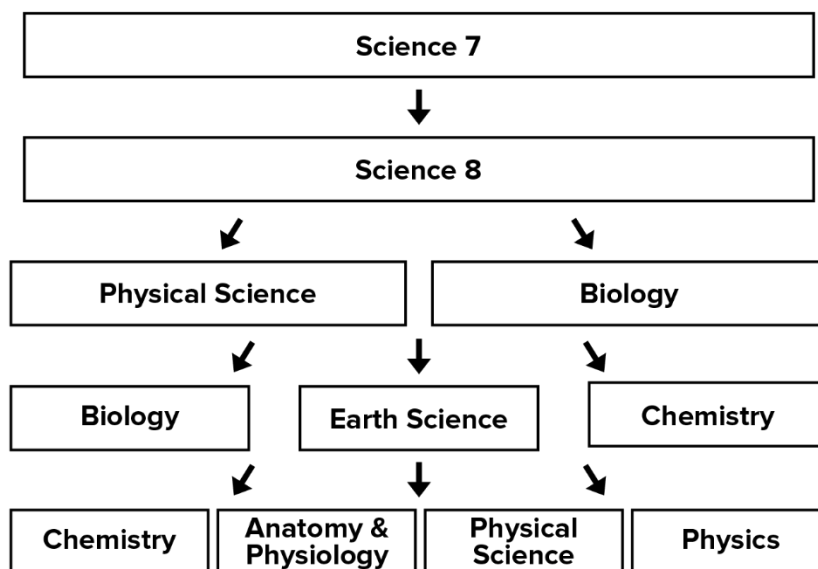 Science 7
Science 8
Physical Science
Biology
Biology
Earth Science
Chemistry
Chemistry
Anatomy &
Physiology
Physical
Science
Physics